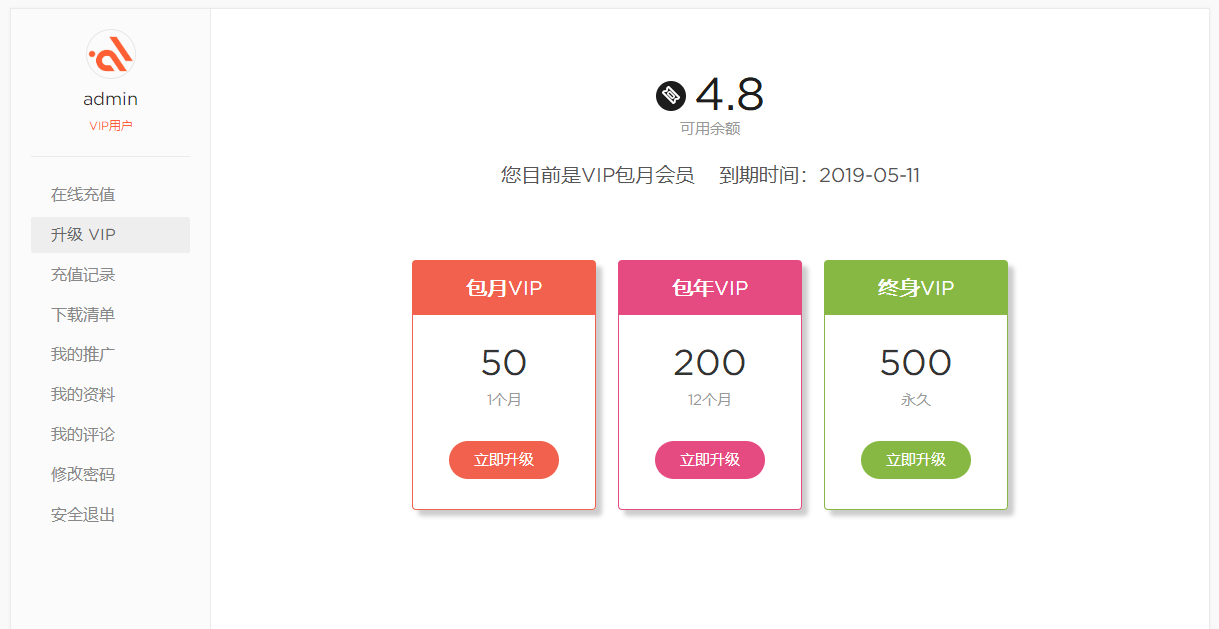 admin
VIP用户
在线充值
升级 VIP
充值记录
下载清单
我的推广
我的资料
我的评论
修改密码
安全退出
4.8
可用余额
您目前是VIP包月会员 到期时间：2019-05-11
包月VIP
50
1个月
立即升级
包年VIP
200
12个月
立即升级
终身VIP
500
永久
立即升级